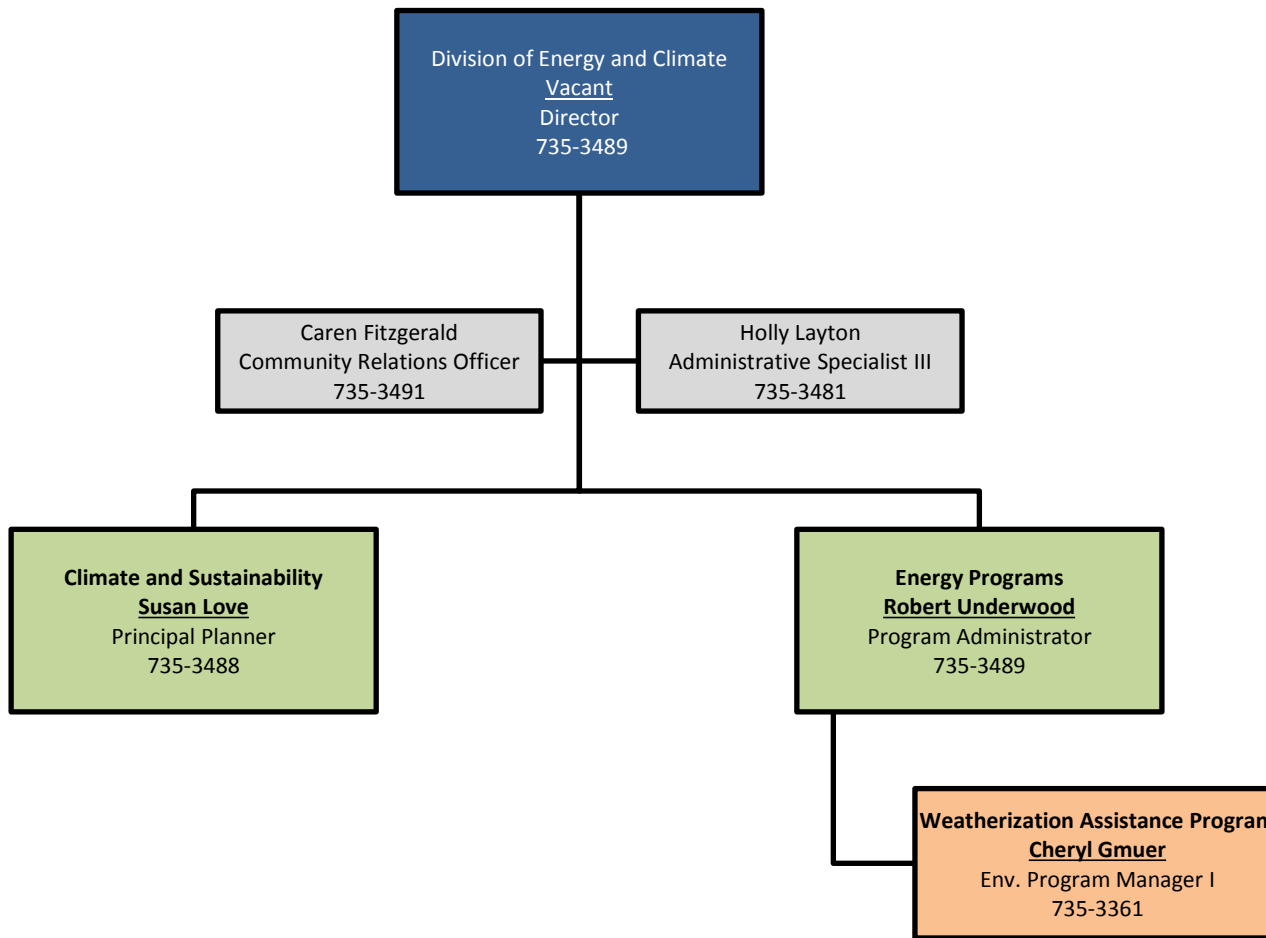 Division of Energy and Climate
Vacant
Director
735-3489
Caren Fitzgerald
Community Relations Officer
735-3491
Holly Layton
Administrative Specialist III
735-3481
Climate and Sustainability
Susan Love
Principal Planner
735-3488
Energy Programs
Robert Underwood
Program Administrator
735-3489
Weatherization Assistance Program
Cheryl Gmuer
Env. Program Manager I
735-3361